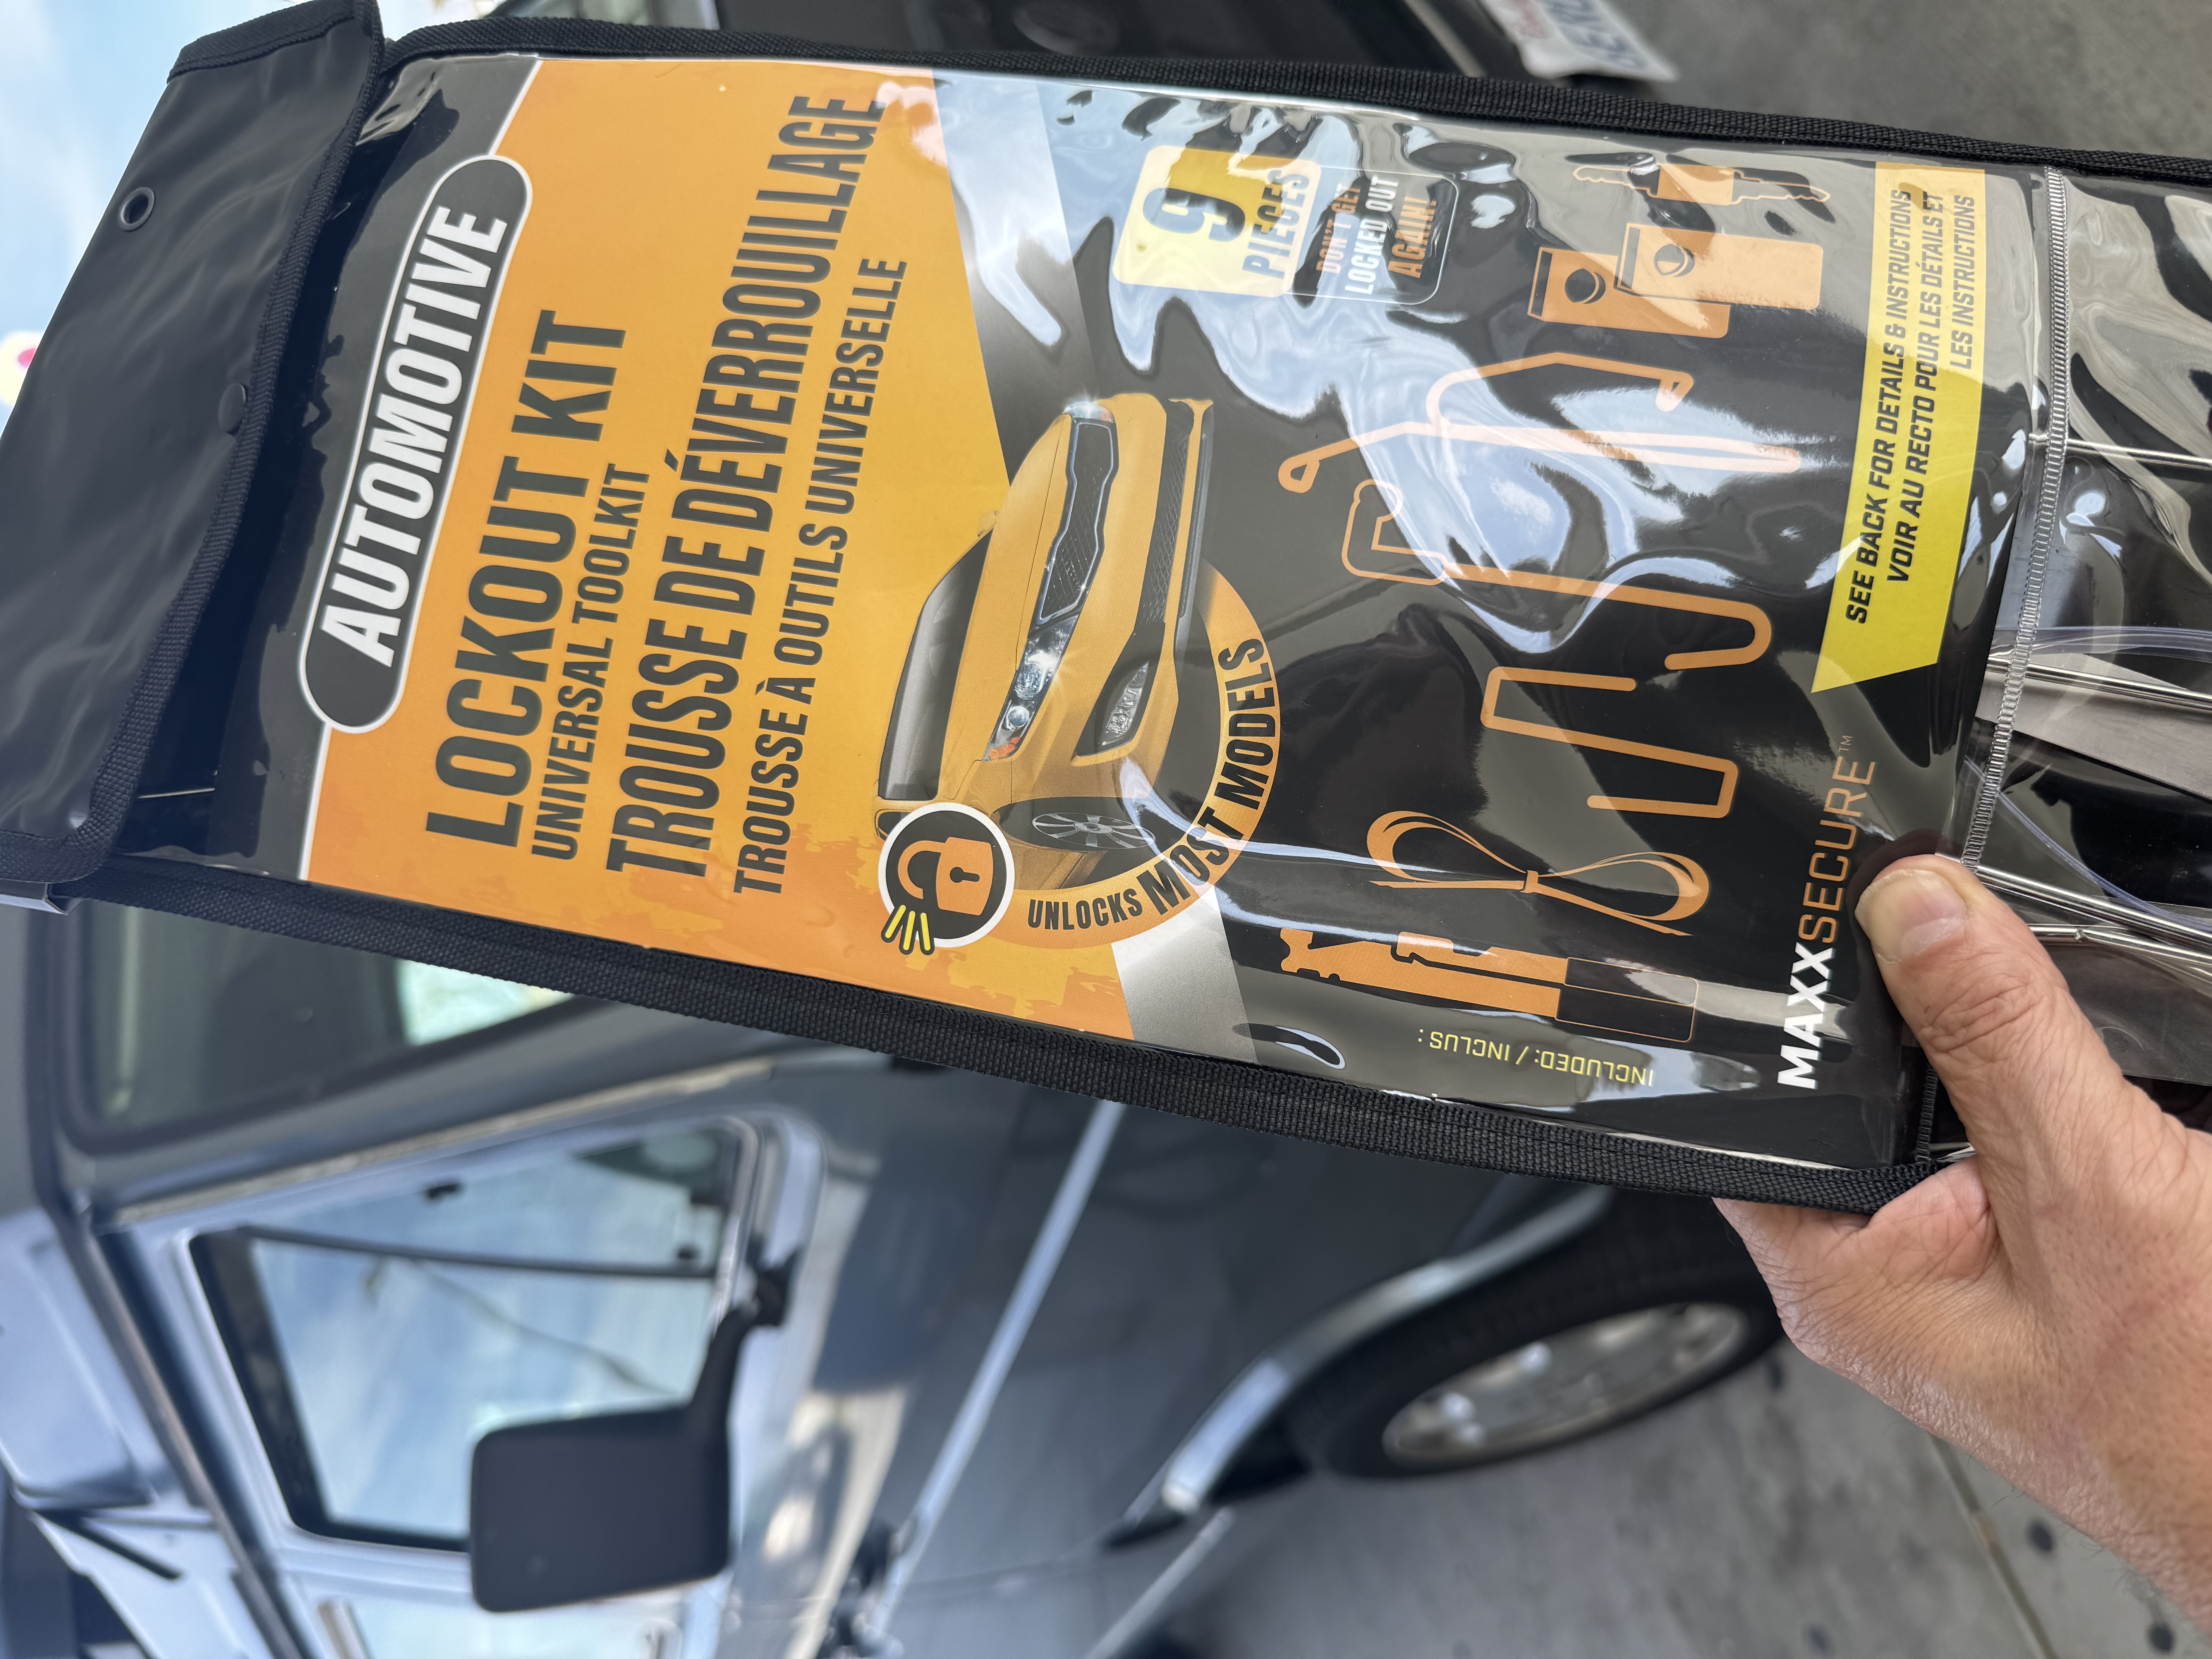 AUTOMOTIVE
LOCKOUT KIT
UNIVERSAL TOOLKIT
TROUSSE DE DÉVERROUILLAGE
TROUSSE À OUTILS UNIVERSELLE
UNLOCKS MOST MODELS
9
PIECES
DON'T GET
LOCKED OUT
AGAIN!
INCLUDED: / INCLUS :
SEE BACK FOR DETAILS & INSTRUCTIONS
VOIR AU RECTO POUR LES DÉTAILS ET
LES INSTRUCTIONS
MAXXSECURE™